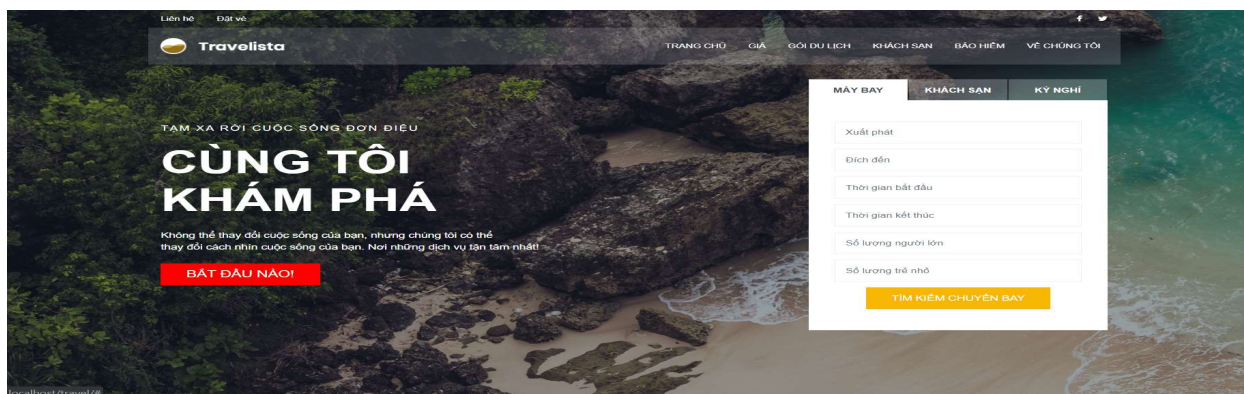 Liên hê Đăt vé
Travelista
TRANG CHỦ GIÁ GÓI DU LỊCH KHÁCH SẠN BẢO HIỂM VỀ CHÚNG TÔI
MÁY BAY KHÁCH SẠN KỲ NGHỈ
TẠM XA RỜI CUỘC SỐNG ĐƠN ĐIỆU
CÙNG TÔI
KHÁM PHÁ
Không thể thay đổi cuộc sống của bạn, nhưng chúng tôi có thể
thay đổi cách nhìn cuộc sống của bạn. Nơi những dịch vụ tận tâm nhất!
BẮT ĐẦU NÀO!
Xuất phát
Đích đến
Thời gian bắt đầu
Thời gian kết thúc
Số lượng người lớn
Số lượng trẻ nhỏ
TÌM KIẾM CHUYẾN BAY
localhost/travel/#